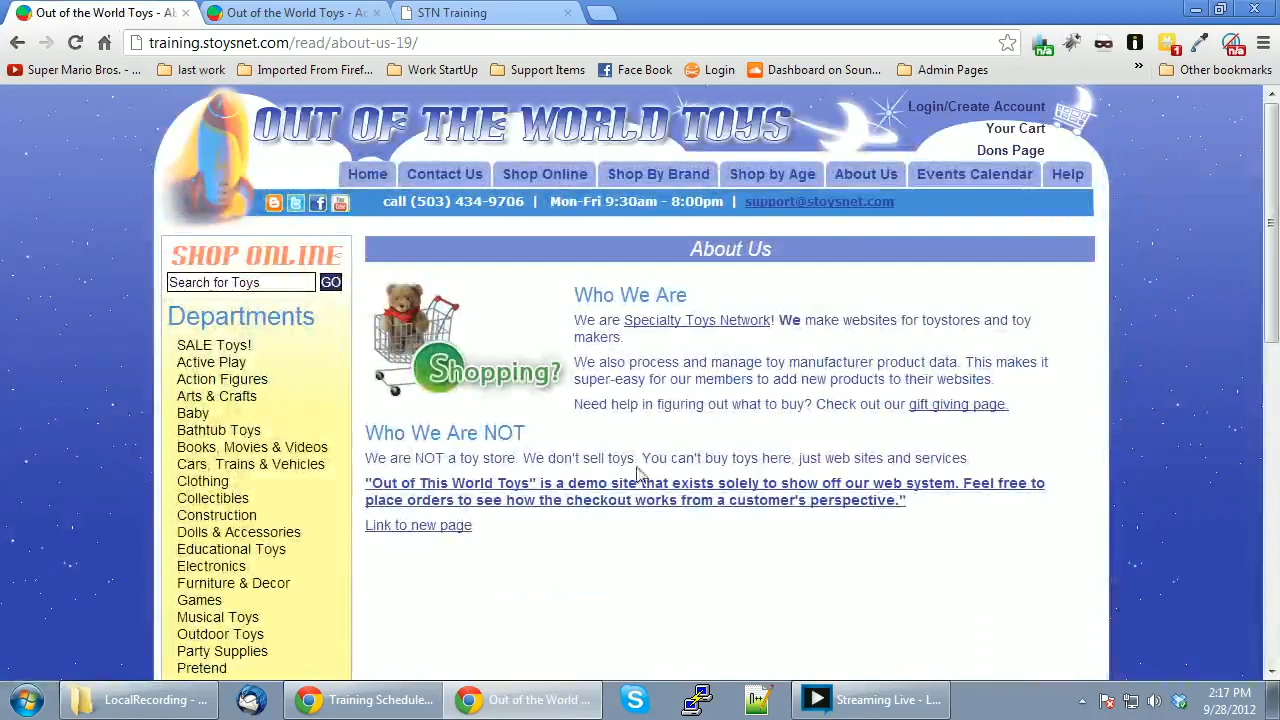 Out of the World Toys - Ab
Out of the World Toys - Ac
STN Training
training.stoysnet.com/read/about-us-19/
n/a
1
n/a
Super Mario Bros. - ...
last work
Imported From Firef...
Work StartUp
Support Items
Face Book
Login
Dashboard on Soun...
Admin Pages
»
Other bookmarks
OUT OF THE WORLD TOYS
Login/Create Account
Your Cart
Dons Page
Home
Contact Us
Shop Online
Shop By Brand
Shop by Age
About Us
Events Calendar
Help
call (503) 434-9706 | Mon-Fri 9:30am - 8:00pm | support@stoysnet.com
SHOP ONLINE
Search for Toys
GO
Departments
SALE Toys!
Active Play
Action Figures
Arts & Crafts
Baby
Bathtub Toys
Books, Movies & Videos
Cars, Trains & Vehicles
Clothing
Collectibles
Construction
Dolls & Accessories
Educational Toys
Electronics
Furniture & Decor
Games
Musical Toys
Outdoor Toys
Party Supplies
Pretend
About Us
Shopping?
Who We Are
We are Specialty Toys Network! We make websites for toystores and toy
makers.
We also process and manage toy manufacturer product data. This makes it
super-easy for our members to add new products to their websites.
Need help in figuring out what to buy? Check out our gift giving page.
Who We Are NOT
We are NOT a toy store. We don't sell toys. You can't buy toys here, just web sites and services.
"Out of This World Toys" is a demo site that exists solely to show off our web system. Feel free to
place orders to see how the checkout works from a customer's perspective."
Link to new page
LocalRecording - ...
Training Schedule...
Out of the World ...
Streaming Live - L...
2:17 PM
9/28/2012